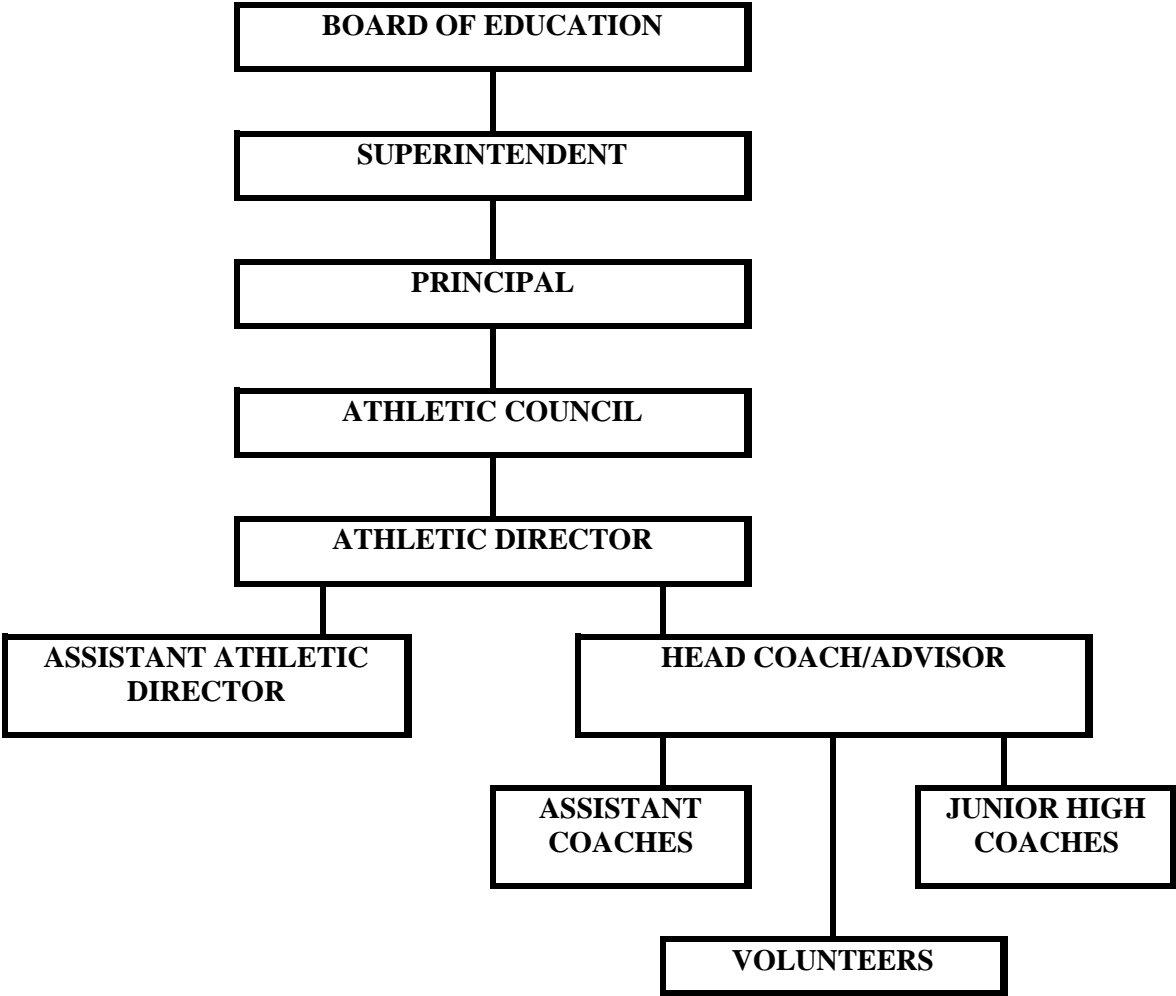 BOARD OF EDUCATION
SUPERINTENDENT
PRINCIPAL
ATHLETIC COUNCIL
ATHLETIC DIRECTOR
ASSISTANT ATHLETIC
DIRECTOR
HEAD COACH/ADVISOR
ASSISTANT
COACHES
JUNIOR HIGH
COACHES
VOLUNTEERS